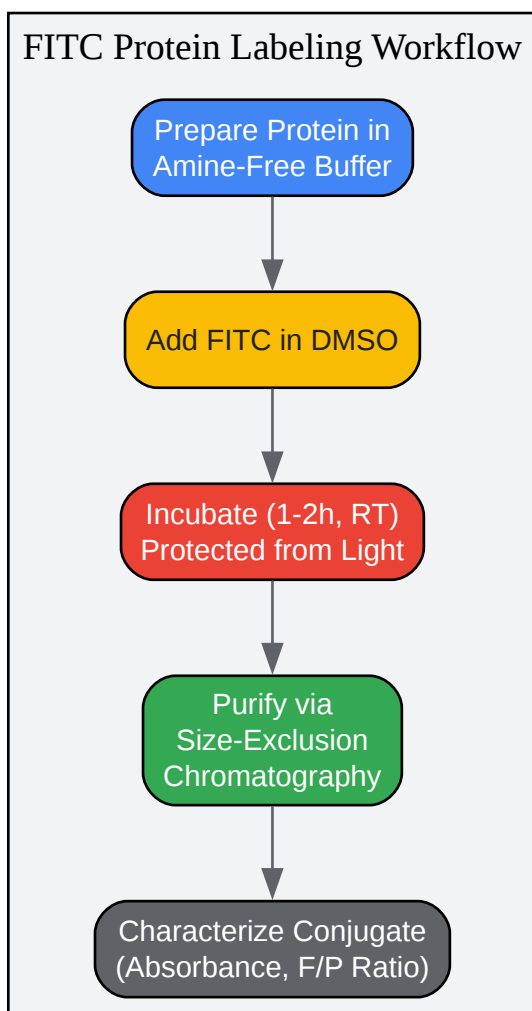 FITC Protein Labeling Workflow
Prepare Protein in
Amine-Free Buffer
Add FITC in DMSO
Incubate (1-2h, RT)
Protected from Light
Purify via
Size-Exclusion
Chromatography
Characterize Conjugate
(Absorbance, F/P Ratio)